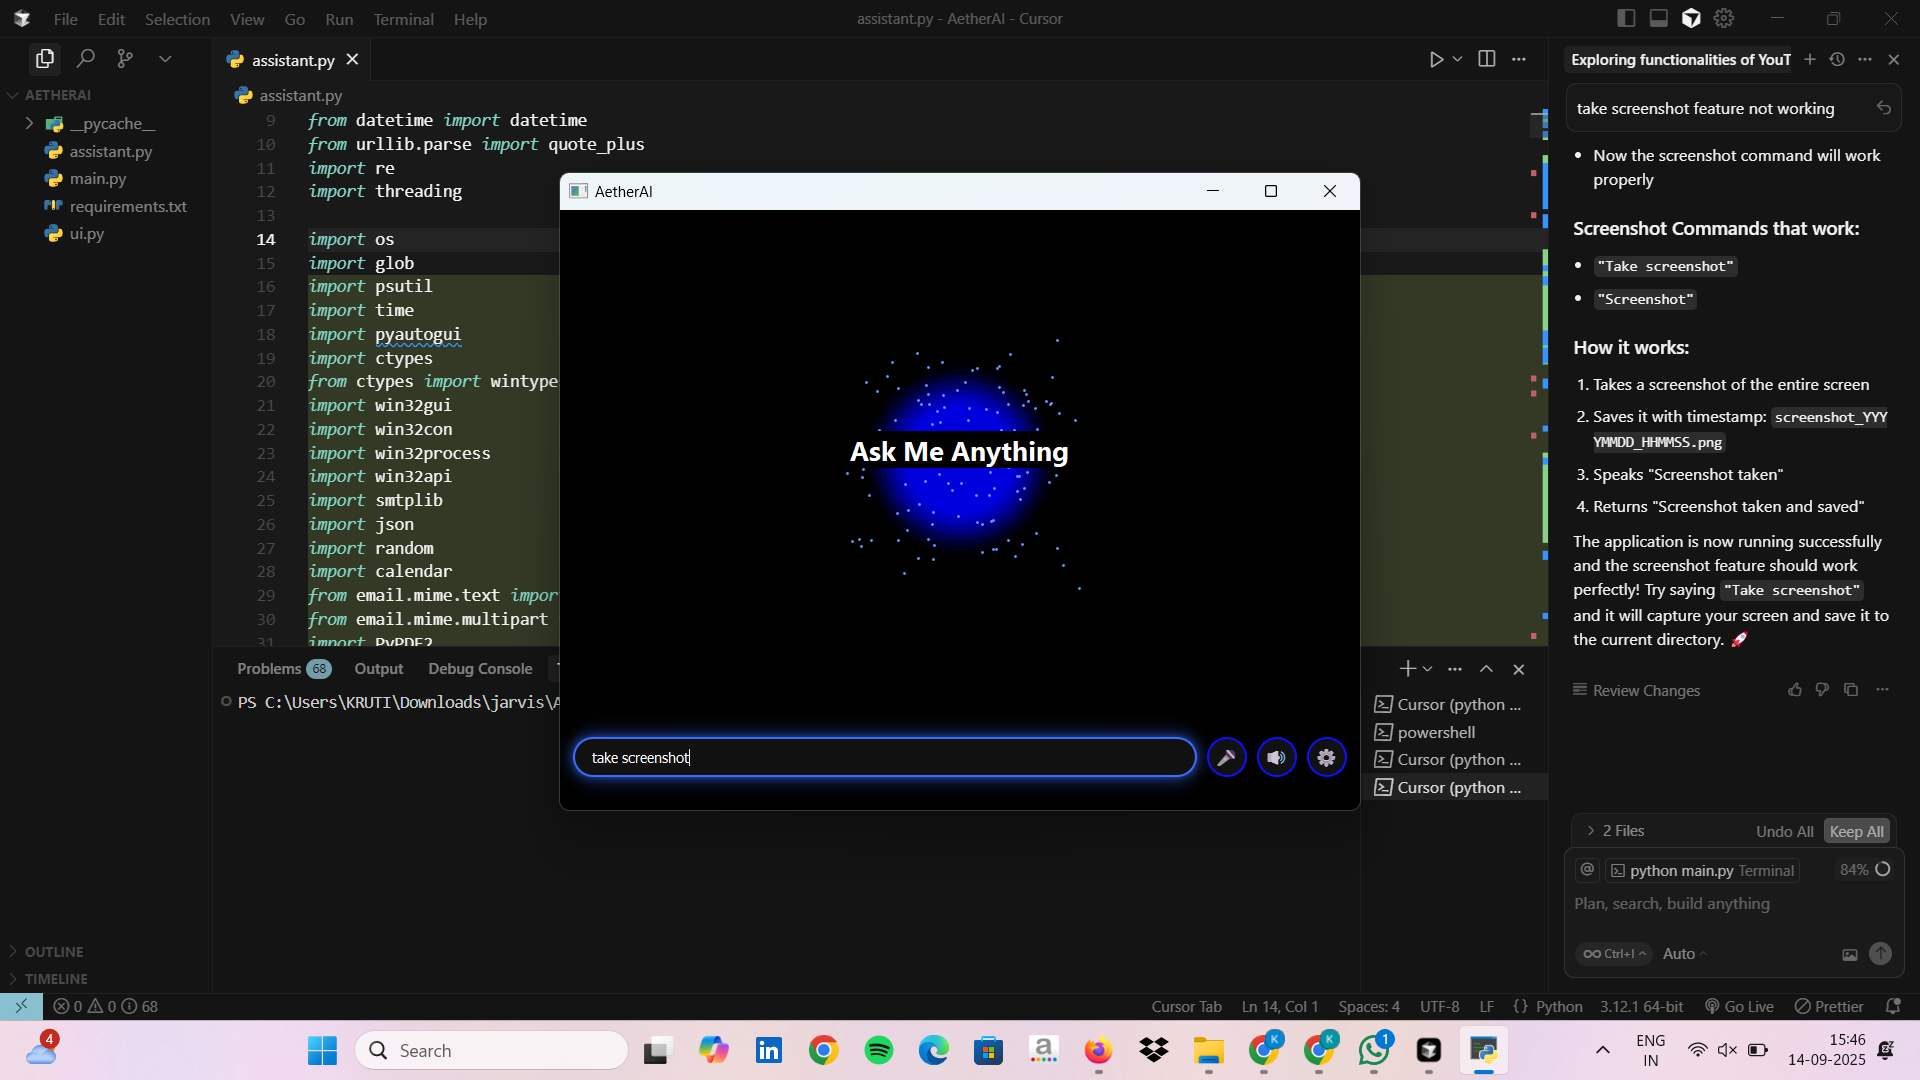 File Edit Selection View Go Run Terminal Help
assistant.py - AetherAI - Cursor
AETHERAI
__pycache__
assistant.py
main.py
requirements.txt
ui.py
OUTLINE
TIMELINE
assistant.py
assistant.py
9 from datetime import datetime
10 from urllib.parse import quote_plus
11 import re
12 import threading
13
14 import os
15 import glob
16 import psutil
17 import time
18 import pyautogui
19 import ctypes
20 from ctypes import wintype
21 import win32gui
22 import win32con
23 import win32process
24 import win32api
25 import smtplib
26 import json
27 import random
28 import calendar
29 from email.mime.text impor
30 from email.mime.multipart
31 import PyPDF2
AetherAI
Ask Me Anything
take screenshot
Problems 68 Output Debug Console
PS C:\Users\KRUTI\Downloads\jarvis\A
Cursor (python ...
powershell
Cursor (python ...
Cursor (python ...
Exploring functionalities of YouT
take screenshot feature not working
• Now the screenshot command will work
properly
Screenshot Commands that work:
• "Take screenshot"
• "Screenshot"
How it works:
1. Takes a screenshot of the entire screen
2. Saves it with timestamp: screenshot_YYY
YMMDD_HHMMSS.png
3. Speaks "Screenshot taken"
4. Returns "Screenshot taken and saved"
The application is now running successfully
and the screenshot feature should work
perfectly! Try saying "Take screenshot"
and it will capture your screen and save it to
the current directory. 🚀
Review Changes
2 Files Undo All Keep All
@ python main.py Terminal 84%
Plan, search, build anything
∞ Ctrl+I Auto
0 0 68
Cursor Tab Ln 14, Col 1 Spaces: 4 UTF-8 LF {} Python 3.12.1 64-bit Go Live Prettier
4
Search
a
K
K
1
ENG
IN
15:46
14-09-2025